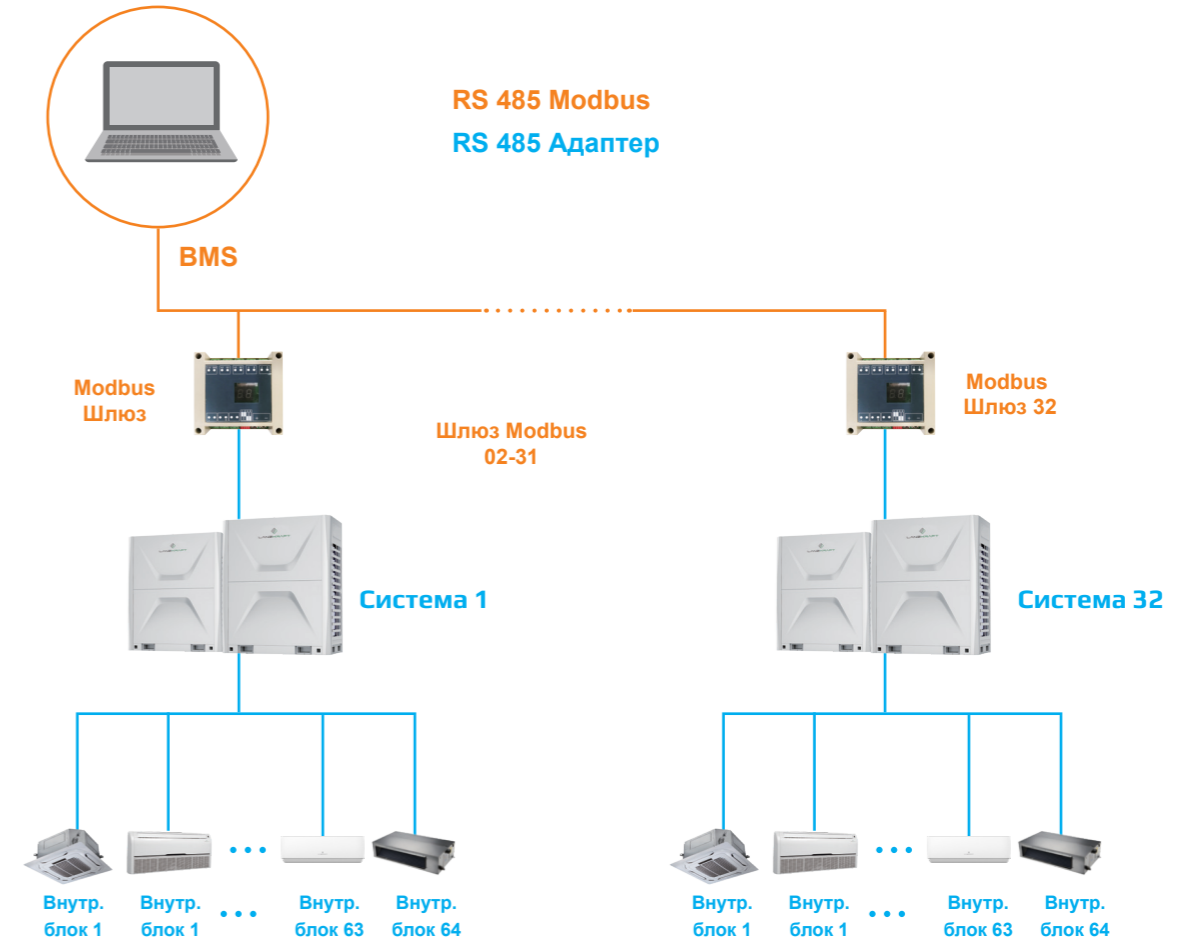 RS 485 Modbus
RS 485 Адаптер
BMS
Modbus
Шлюз
Шлюз Modbus
02-31
Modbus
Шлюз 32
Система 1
Система 32
Внутр.
блок 1
Внутр.
блок 1
Внутр.
блок 63
Внутр.
блок 64
Внутр.
блок 1
Внутр.
блок 1
Внутр.
блок 63
Внутр.
блок 64